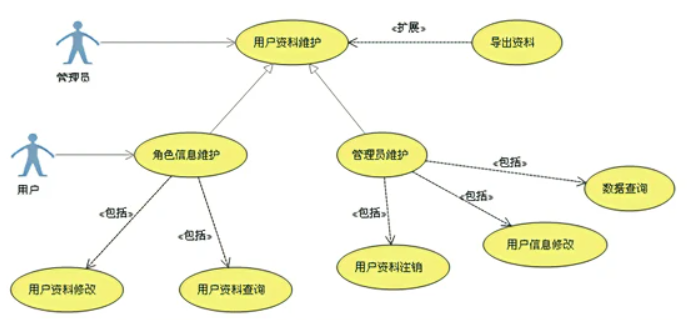 用户资料维护
«扩展»
导出资料
管理员
角色信息维护
管理员维护
用户
«包括»
数据查询
«包括»
«包括»
«包括»
«包括»
用户信息修改
用户资料修改
用户资料查询
用户资料注销